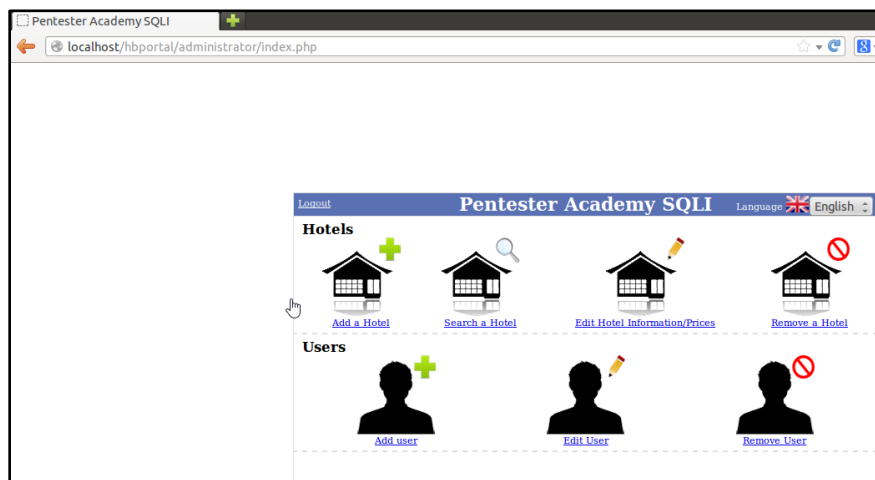 Pentester Academy SQLI
localhost/hbportal/administrator/index.php
8
Logout Pentester Academy SQLI Language English
Hotels
Add a Hotel Search a Hotel Edit Hotel Information/Prices Remove a Hotel
Users
Add user Edit User Remove User